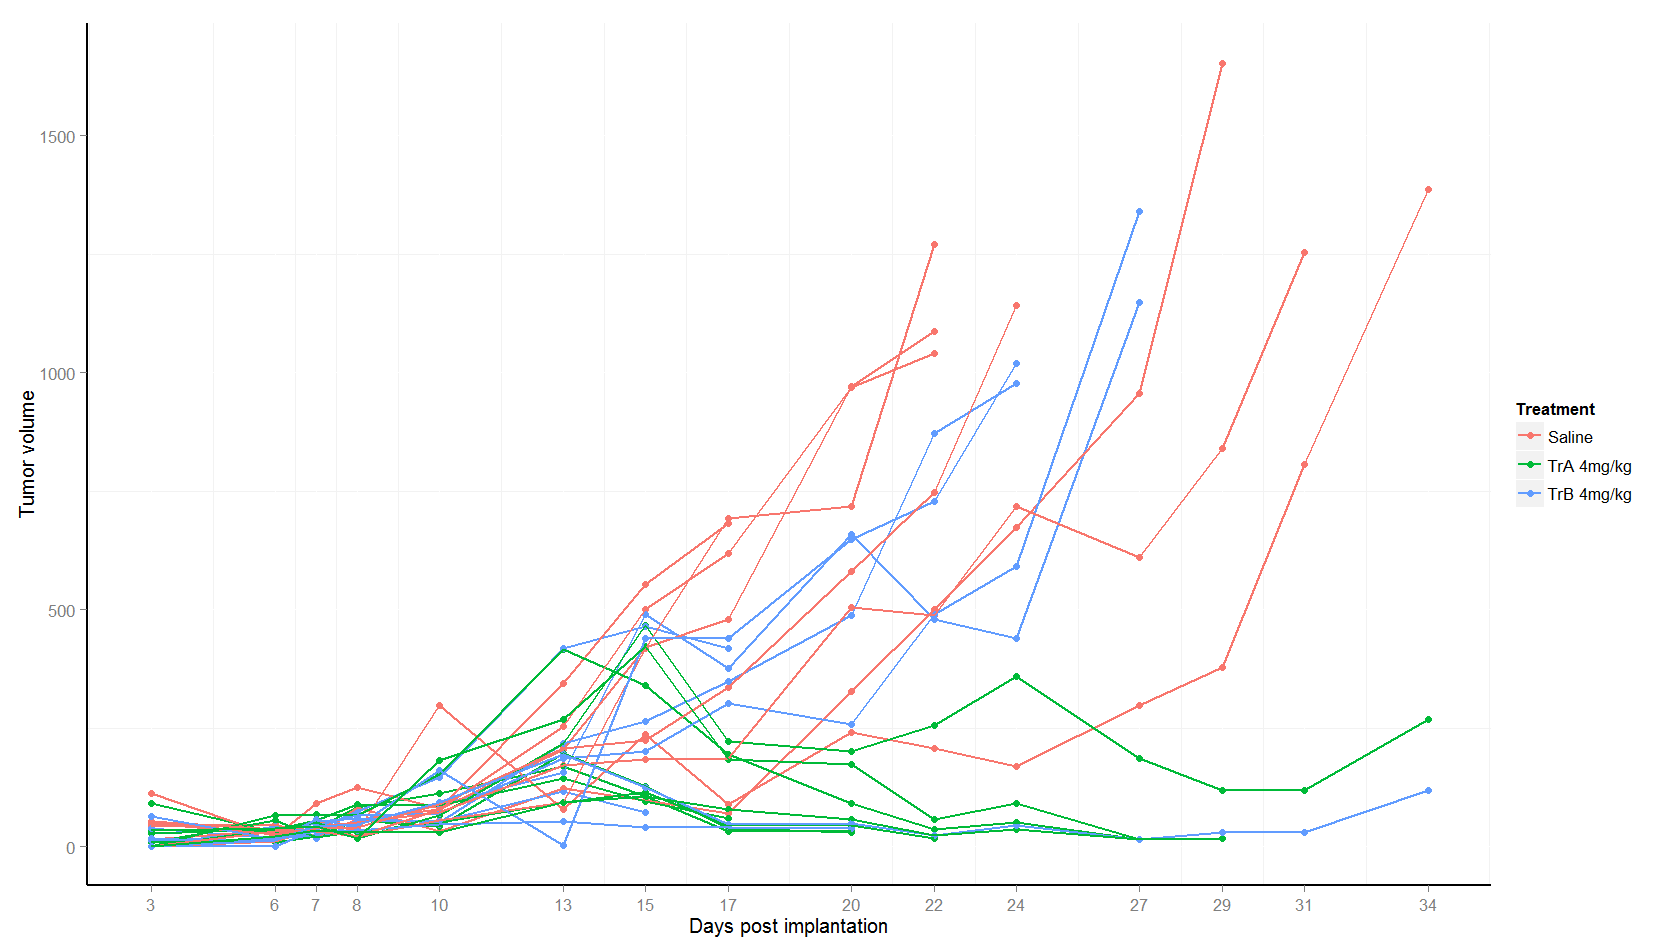 Tumor volume
1500
1000
500
0
3 6 7 8 10 13 15 17 20 22 24 27 29 31 34
Days post implantation
Treatment
Saline
TrA 4mg/kg
TrB 4mg/kg